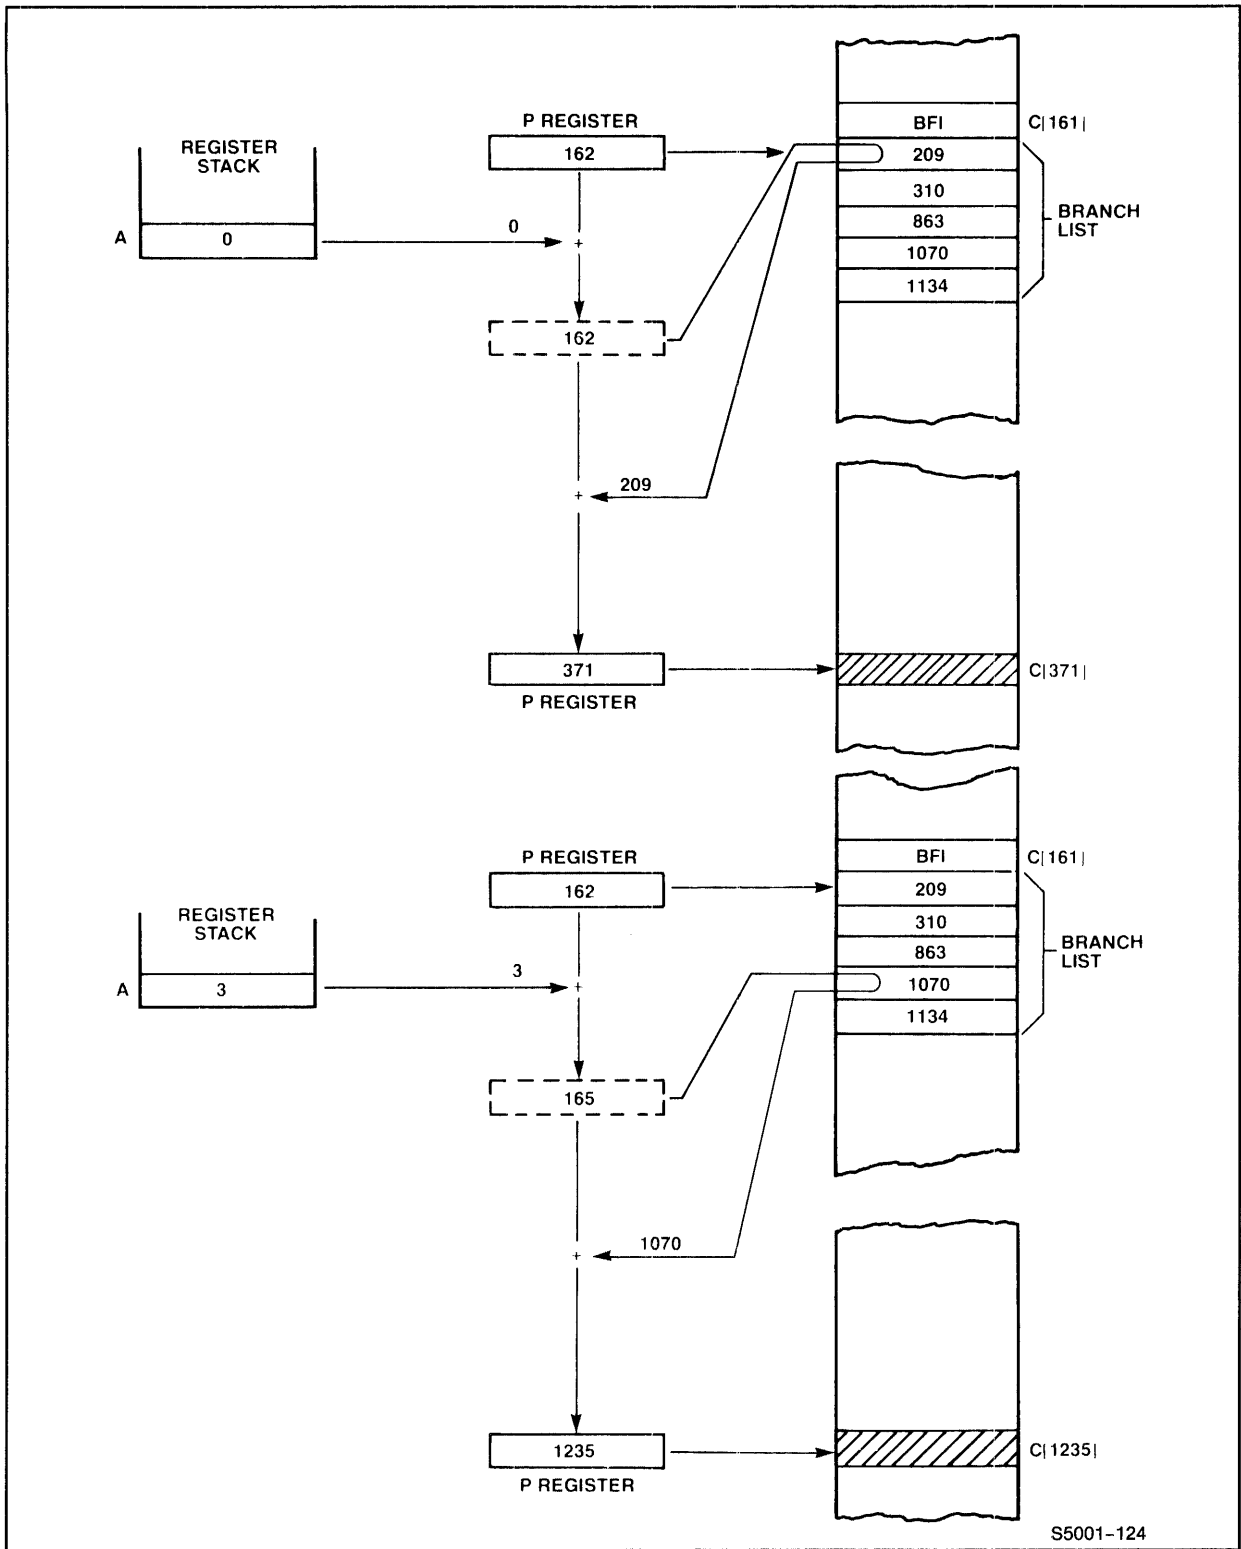 P REGISTER
BFI
C[161]
REGISTER
STACK
162
209
310
863
1070
1134
BRANCH
LIST
A
0
0
+
162
209
+
371
P REGISTER
C[371]
P REGISTER
BFI
C[161]
162
209
310
863
1070
1134
BRANCH
LIST
REGISTER
STACK
A
3
3
+
165
1070
+
1235
P REGISTER
C[1235]
S5001-124